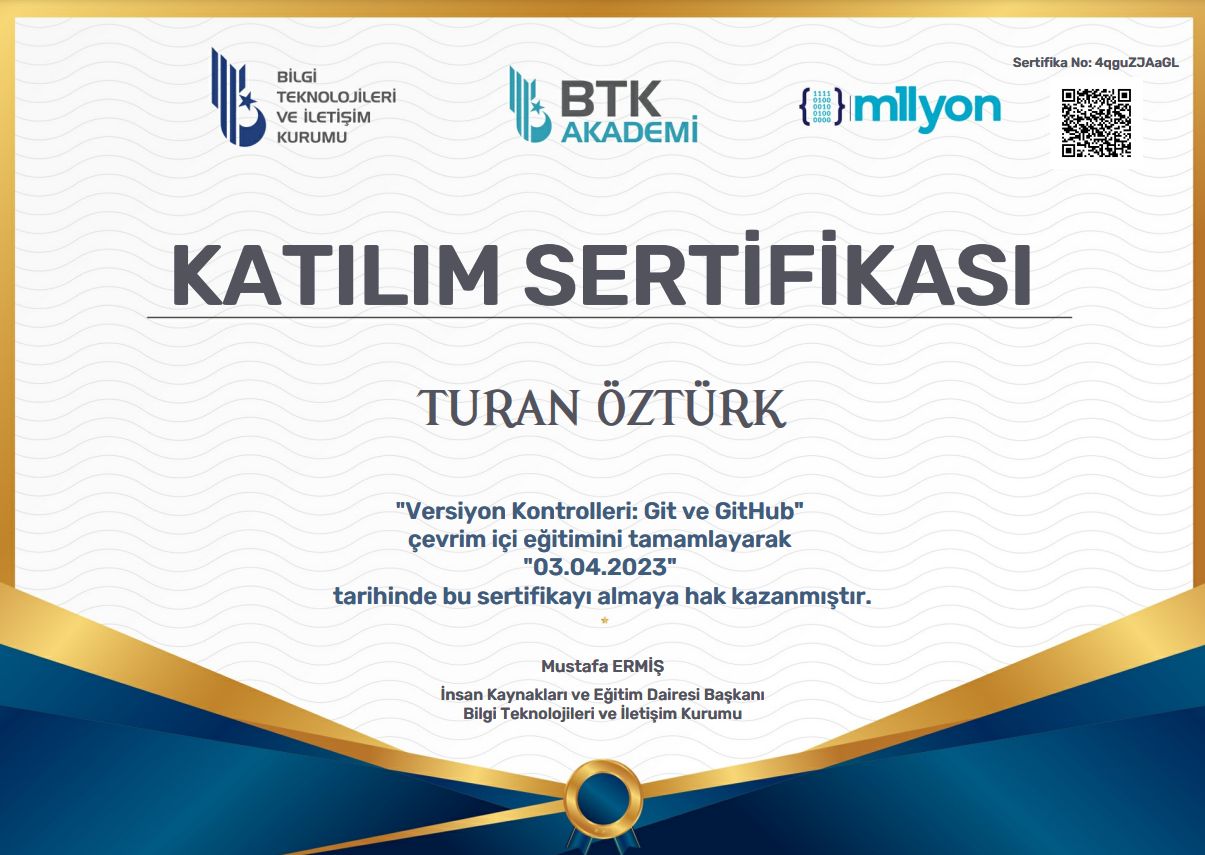 BİLGİ
TEKNOLOJİLERİ
VE İLETİŞİM
KURUMU
BTK
AKADEMİ
1111
0100
0010
0100
0000
m1lyon
Sertifika No: 4qguZJAaGL
KATILIM SERTİFİKASI
TURAN ÖZTÜRK
"Versiyon Kontrolleri: Git ve GitHub"
çevrim içi eğitimini tamamlayarak
"03.04.2023"
tarihinde bu sertifikayı almaya hak kazanmıştır.
Mustafa ERMİŞ
İnsan Kaynakları ve Eğitim Dairesi Başkanı
Bilgi Teknolojileri ve İletişim Kurumu